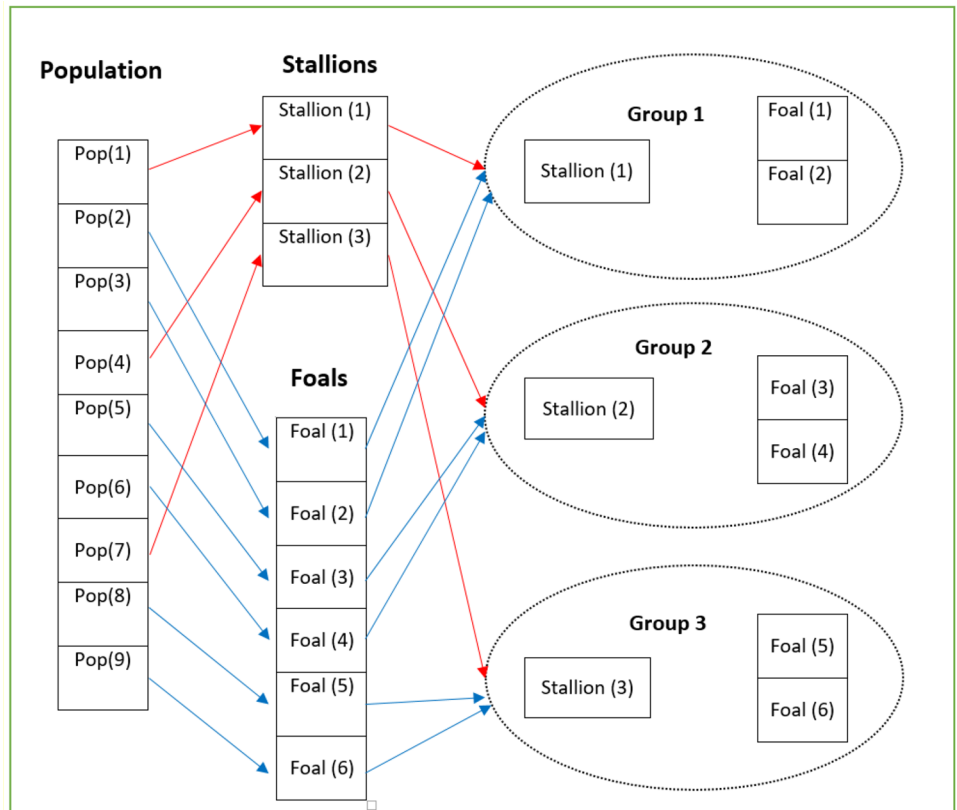 Population
Pop(1)
Pop(2)
Pop(3)
Pop(4)
Pop(5)
Pop(6)
Pop(7)
Pop(8)
Pop(9)
Stallions
Stallion (1)
Stallion (2)
Stallion (3)
Foals
Foal (1)
Foal (2)
Foal (3)
Foal (4)
Foal (5)
Foal (6)
Group 1
Stallion (1)
Foal (1)
Foal (2)
Group 2
Stallion (2)
Foal (3)
Foal (4)
Group 3
Stallion (3)
Foal (5)
Foal (6)